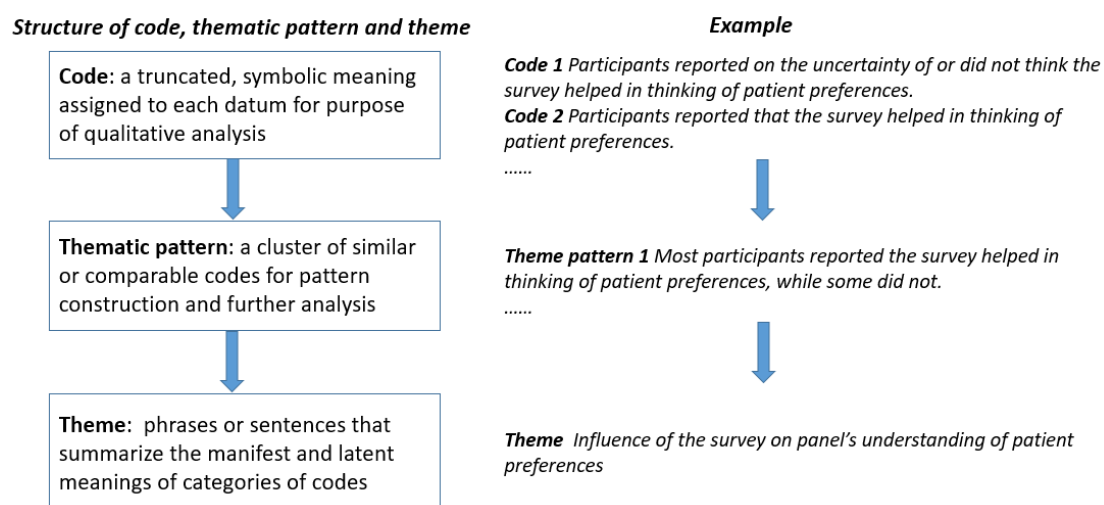 Structure of code, thematic pattern and theme
Code: a truncated, symbolic meaning
assigned to each datum for purpose
of qualitative analysis
Thematic pattern: a cluster of similar
or comparable codes for pattern
construction and further analysis
Theme:  phrases or sentences that
summarize the manifest and latent
meanings of categories of codes
Example
Code 1 Participants reported on the uncertainty of or did not think the
survey helped in thinking of patient preferences.
Code 2 Participants reported that the survey helped in thinking of
patient preferences.
......
Theme pattern 1 Most participants reported the survey helped in
thinking of patient preferences, while some did not.
......
Theme  Influence of the survey on panel's understanding of patient
preferences